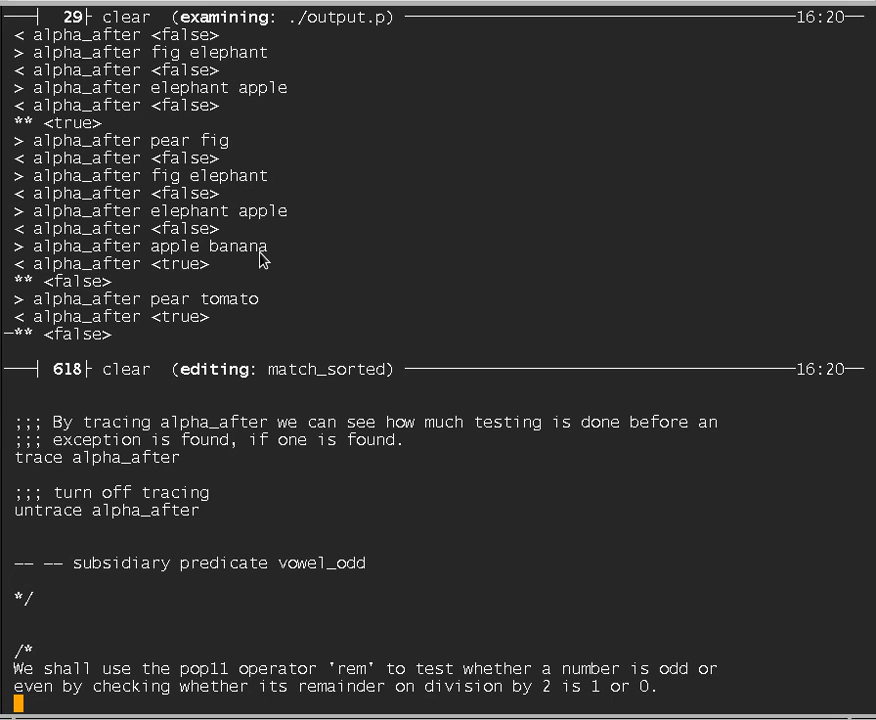 29 clear (examining: ./output.p) 16:20
< alpha_after <false>
> alpha_after fig elephant
< alpha_after <false>
> alpha_after elephant apple
< alpha_after <false>
** <true>
> alpha_after pear fig
< alpha_after <false>
> alpha_after fig elephant
< alpha_after <false>
> alpha_after elephant apple
< alpha_after <false>
> alpha_after apple banana
< alpha_after <true>
** <false>
> alpha_after pear tomato
< alpha_after <true>
** <false>
618 clear (editing: match_sorted) 16:20
;;; By tracing alpha_after we can see how much testing is done before an
;;; exception is found, if one is found.
trace alpha_after
;;; turn off tracing
untrace alpha_after
-- -- subsidiary predicate vowel_odd
*/
/*
We shall use the pop11 operator 'rem' to test whether a number is odd or
even by checking whether its remainder on division by 2 is 1 or 0.